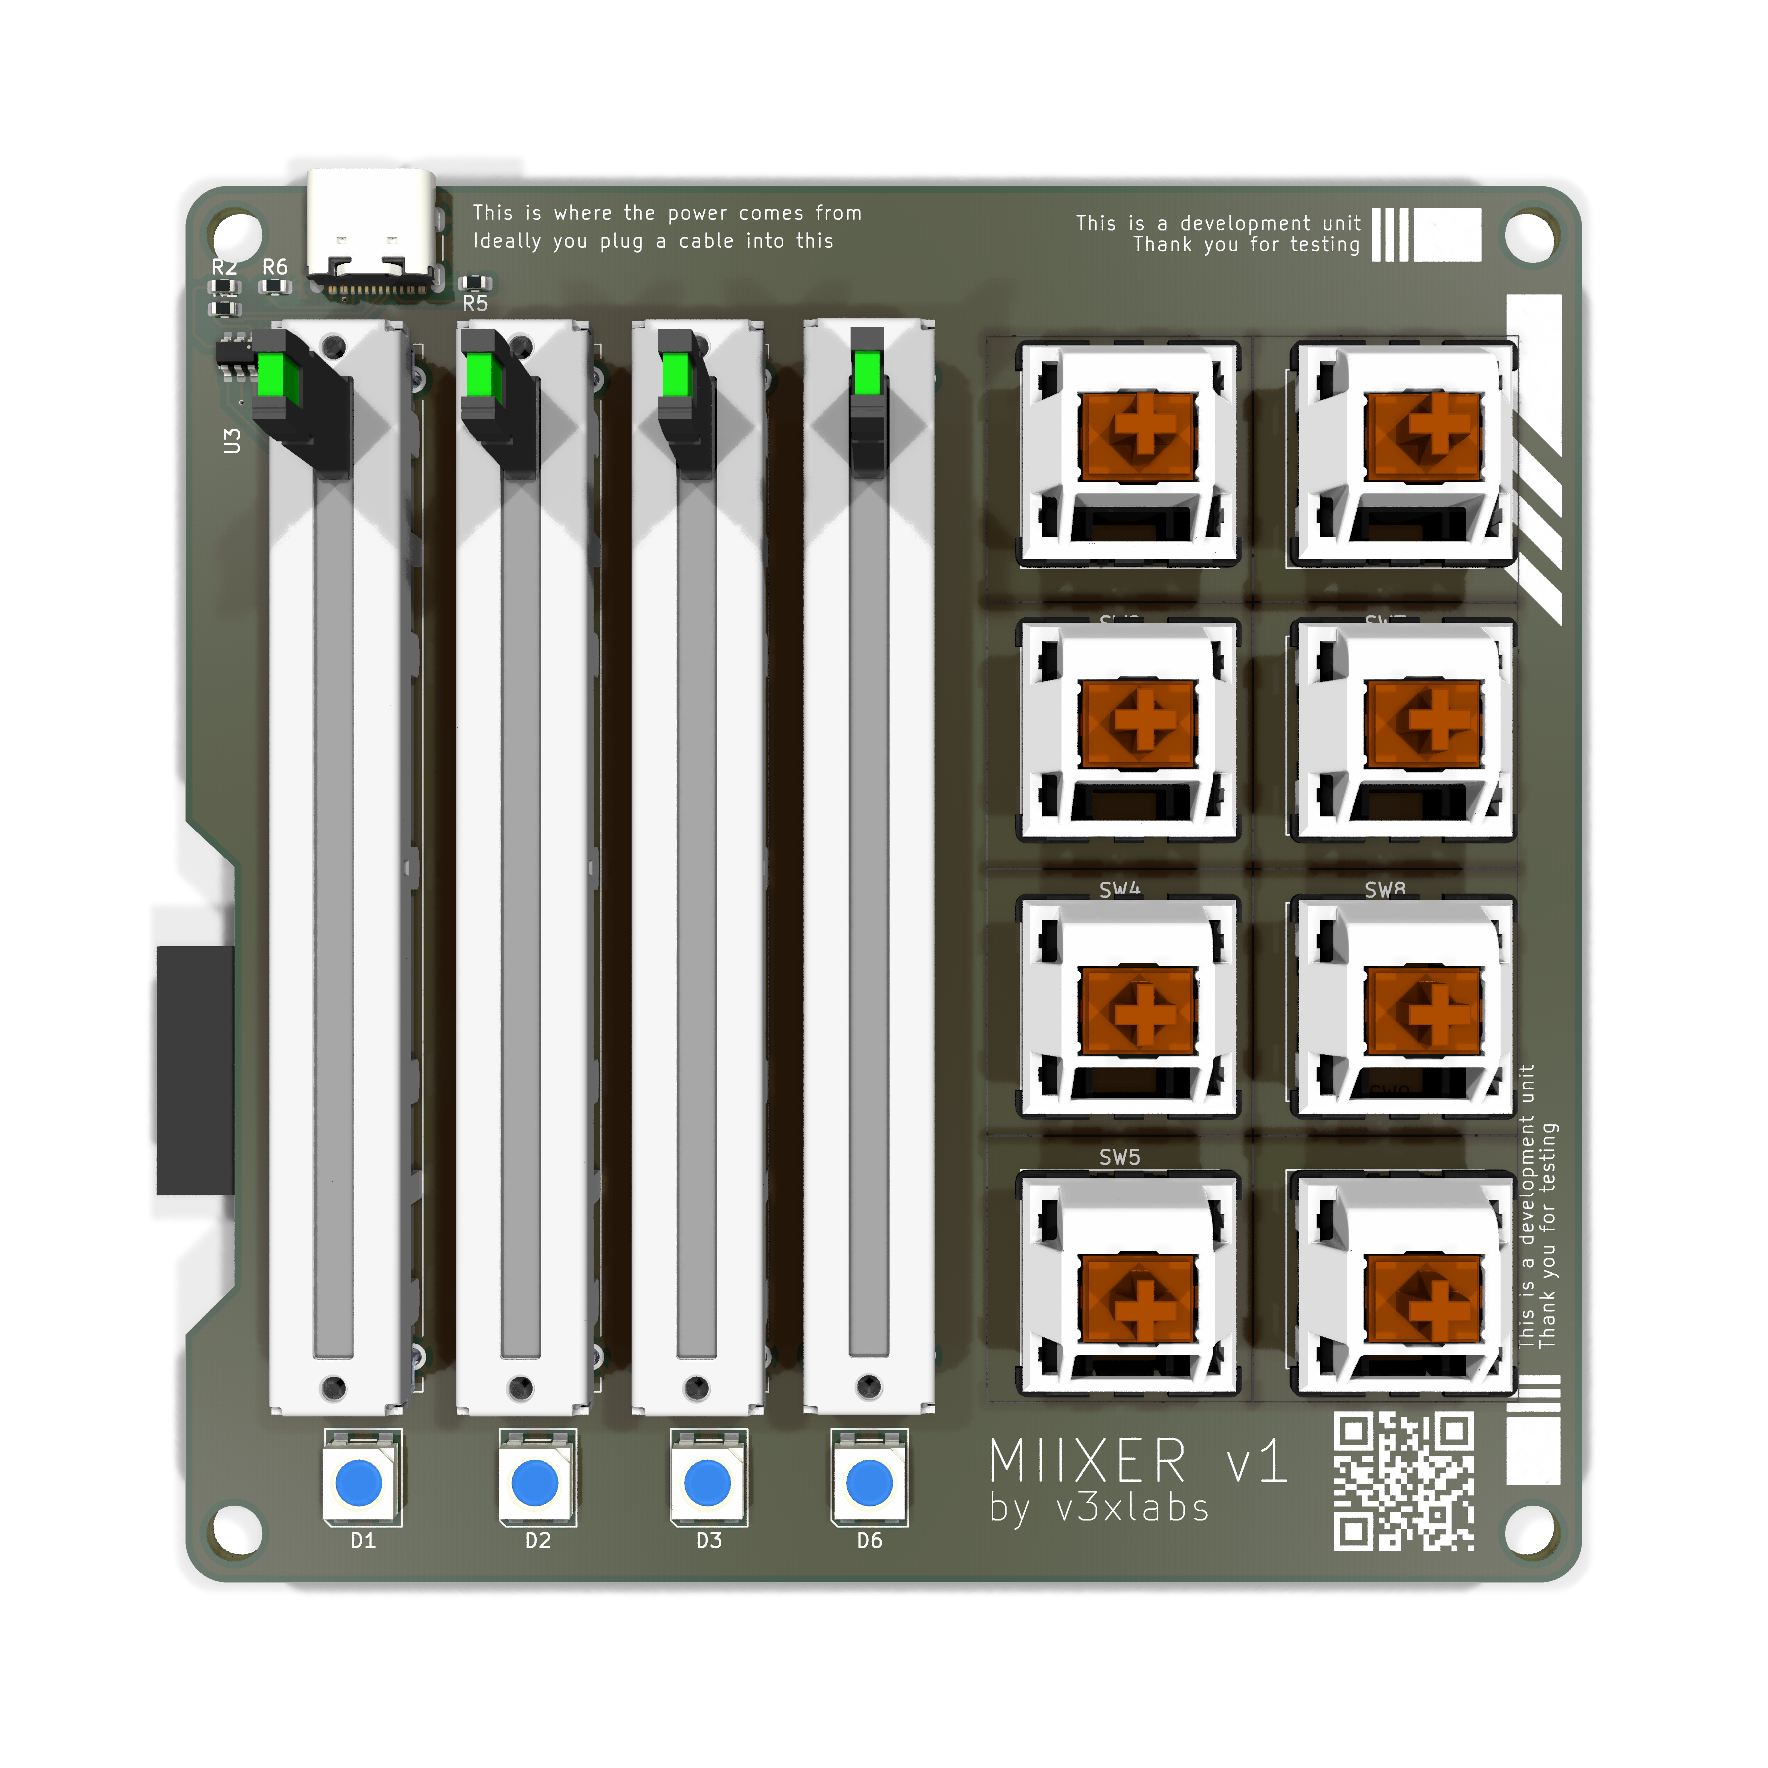 This is where the power comes from
Ideally you plug a cable into this
This is a development unit
Thank you for testing
R2 R6
R5
U3
SW4
SW8
SW5
This is a development unit
Thank you for testing
MIIXER v1
by v3xlabs
D1
D2
D3
D6